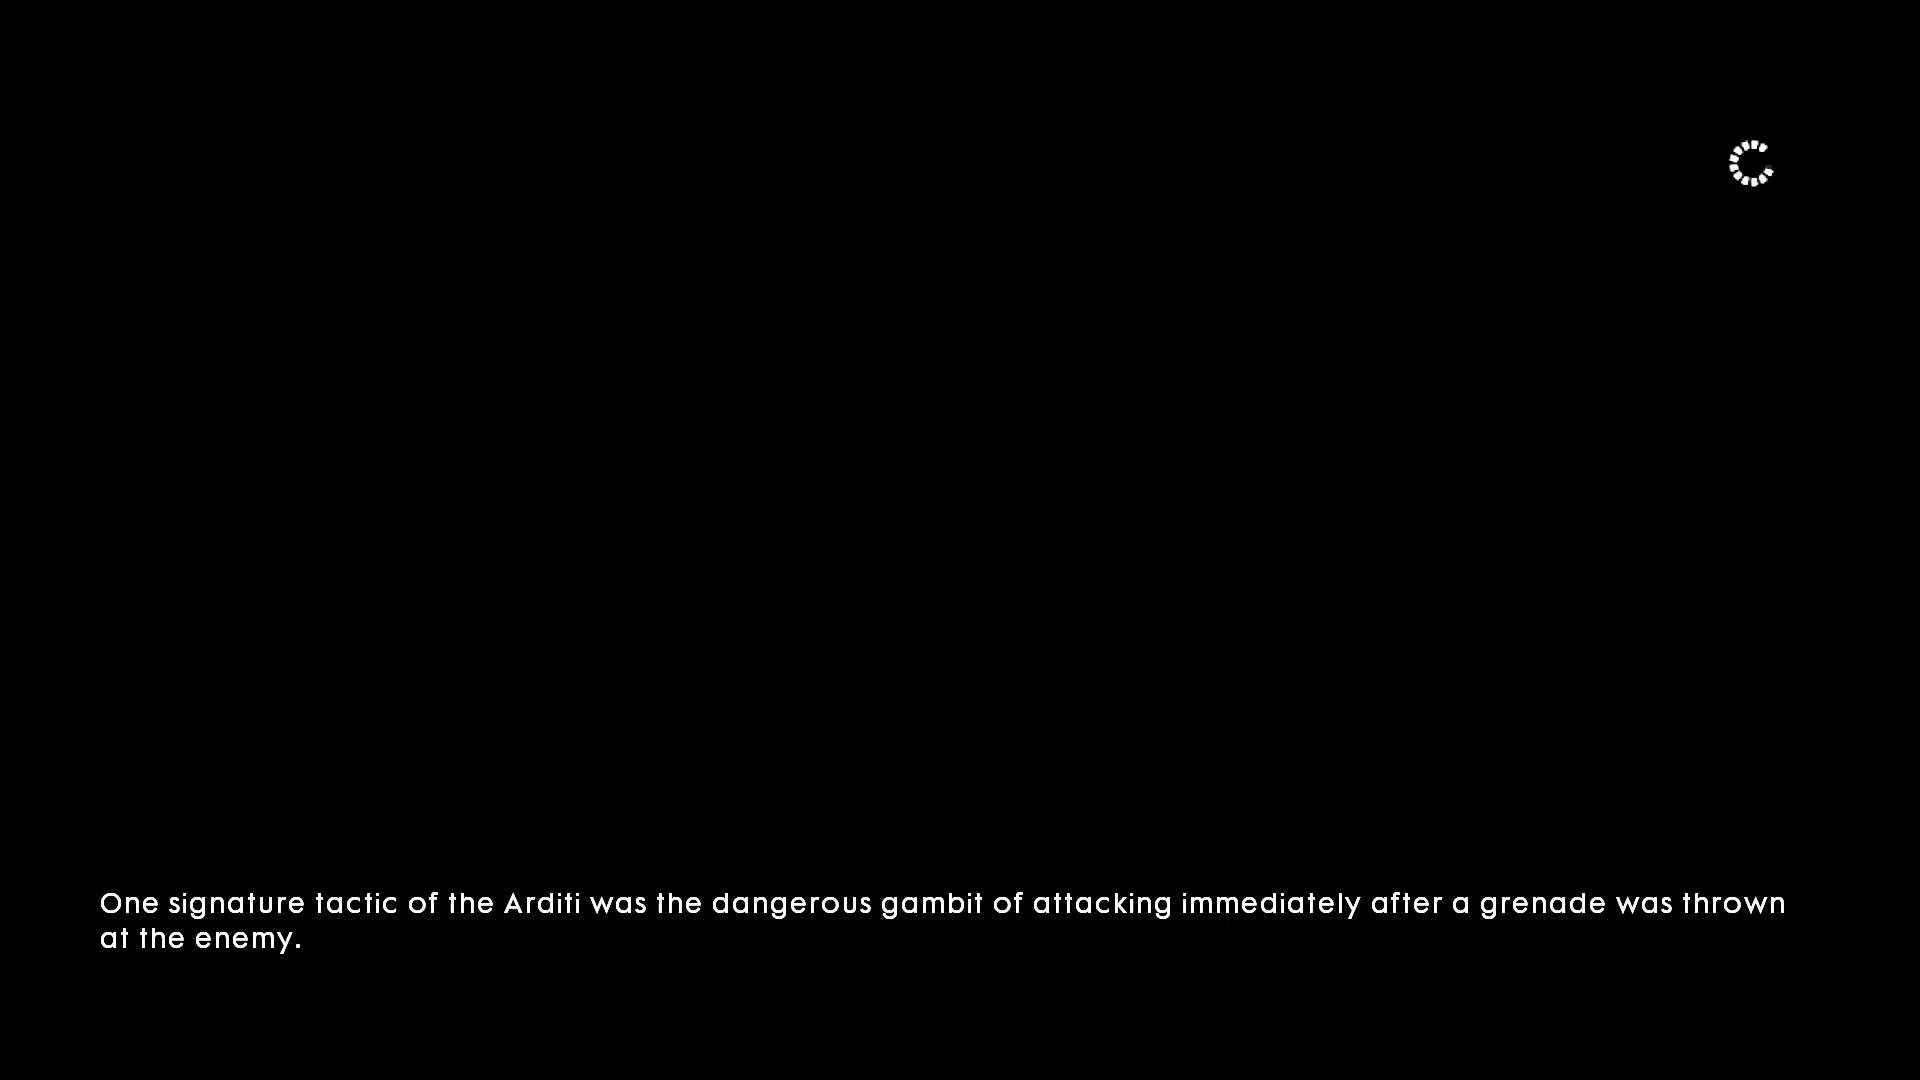 One signature tactic of the Arditi was the dangerous gambit of attacking immediately after a grenade was thrown
at the enemy.